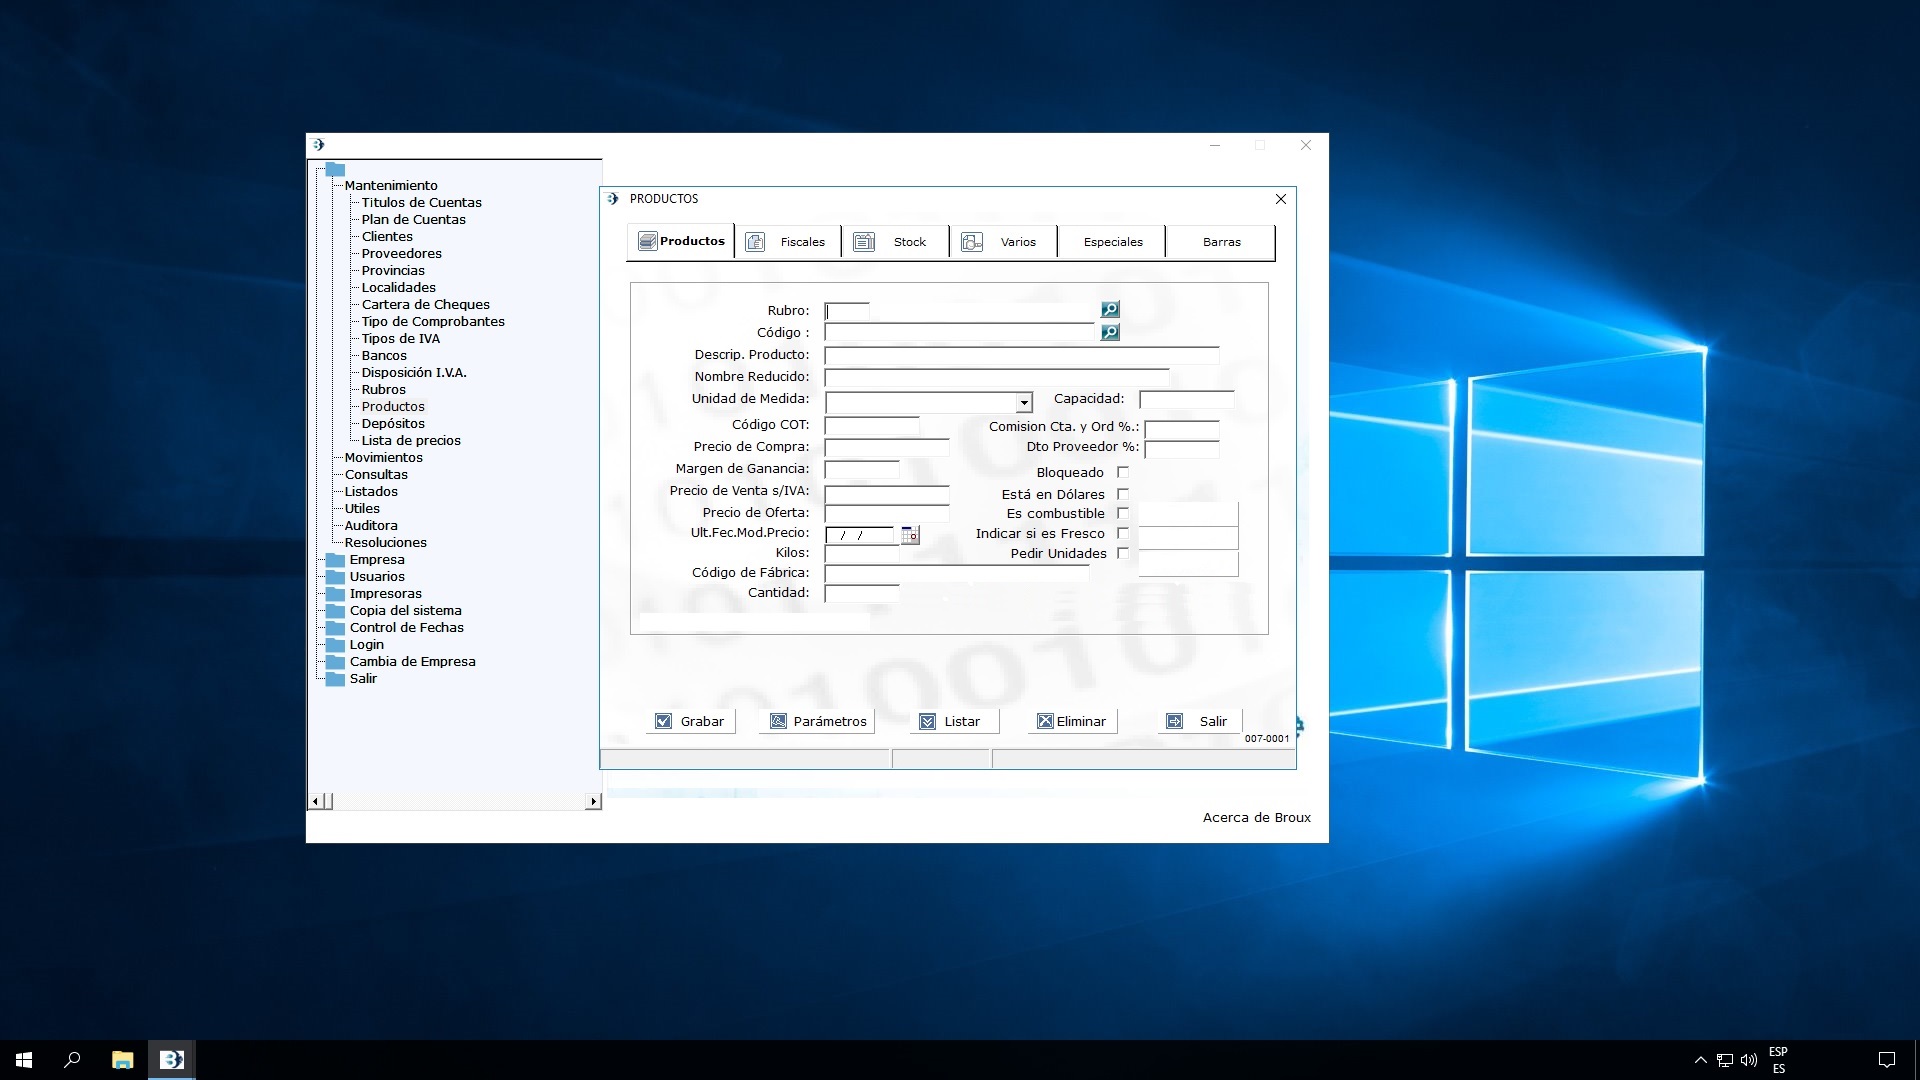 Mantenimiento
Titulos de Cuentas
Plan de Cuentas
Clientes
Proveedores
Provincias
Localidades
Cartera de Cheques
Tipo de Comprobantes
Tipos de IVA
Bancos
Disposición I.V.A.
Rubros
Productos
Depósitos
Lista de precios
Movimientos
Consultas
Listados
Utiles
Auditora
Resoluciones
Empresa
Usuarios
Impresoras
Copia del sistema
Control de Fechas
Login
Cambia de Empresa
Salir
PRODUCTOS
Productos Fiscales Stock Varios Especiales Barras
Rubro:
Código :
Descrip. Producto:
Nombre Reducido:
Unidad de Medida: Capacidad:
Código COT: Comision Cta. y Ord %.:
Precio de Compra: Dto Proveedor %:
Margen de Ganancia: Bloqueado
Precio de Venta s/IVA: Está en Dólares
Precio de Oferta: Es combustible
Ult.Fec.Mod.Precio: / / Indicar si es Fresco
Kilos: Pedir Unidades
Código de Fábrica:
Cantidad:
Grabar Parámetros Listar Eliminar Salir
007-0001
Acerca de Broux
ESP
ES